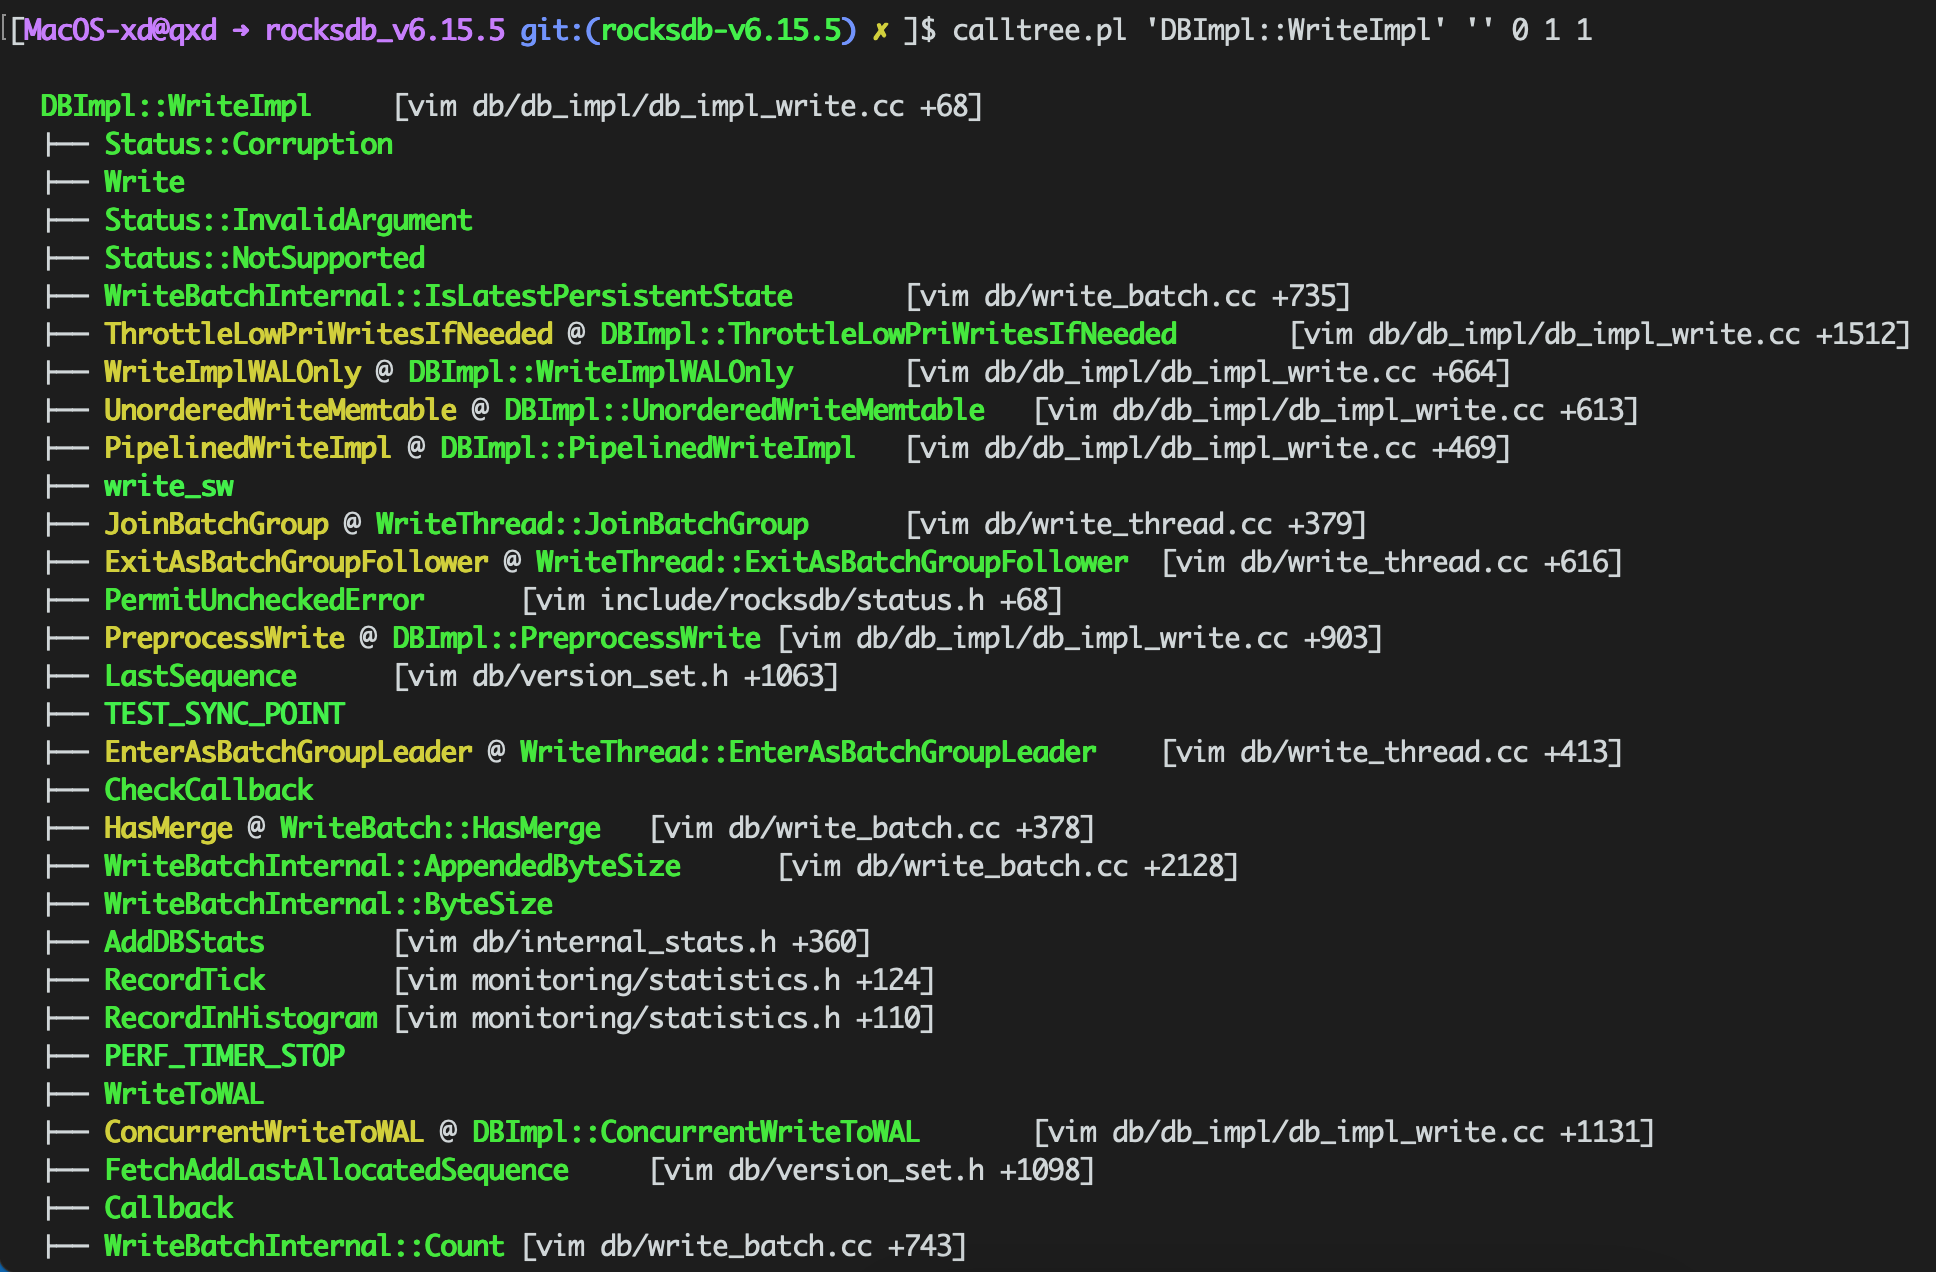 [MacOS-xd@qxd → rocksdb_v6.15.5 git:(rocksdb-v6.15.5) ✗ ]$ calltree.pl 'DBImpl::WriteImpl' '' 0 1 1
DBImpl::WriteImpl [vim db/db_impl/db_impl_write.cc +68]
├── Status::Corruption
├── Write
├── Status::InvalidArgument
├── Status::NotSupported
├── WriteBatchInternal::IsLatestPersistentState [vim db/write_batch.cc +735]
├── ThrottleLowPriWritesIfNeeded @ DBImpl::ThrottleLowPriWritesIfNeeded [vim db/db_impl/db_impl_write.cc +1512]
├── WriteImplWALOnly @ DBImpl::WriteImplWALOnly [vim db/db_impl/db_impl_write.cc +664]
├── UnorderedWriteMemtable @ DBImpl::UnorderedWriteMemtable [vim db/db_impl/db_impl_write.cc +613]
├── PipelinedWriteImpl @ DBImpl::PipelinedWriteImpl [vim db/db_impl/db_impl_write.cc +469]
├── write_sw
├── JoinBatchGroup @ WriteThread::JoinBatchGroup [vim db/write_thread.cc +379]
├── ExitAsBatchGroupFollower @ WriteThread::ExitAsBatchGroupFollower [vim db/write_thread.cc +616]
├── PermitUncheckedError [vim include/rocksdb/status.h +68]
├── PreprocessWrite @ DBImpl::PreprocessWrite [vim db/db_impl/db_impl_write.cc +903]
├── LastSequence [vim db/version_set.h +1063]
├── TEST_SYNC_POINT
├── EnterAsBatchGroupLeader @ WriteThread::EnterAsBatchGroupLeader [vim db/write_thread.cc +413]
├── CheckCallback
├── HasMerge @ WriteBatch::HasMerge [vim db/write_batch.cc +378]
├── WriteBatchInternal::AppendedByteSize [vim db/write_batch.cc +2128]
├── WriteBatchInternal::ByteSize
├── AddDBStats [vim db/internal_stats.h +360]
├── RecordTick [vim monitoring/statistics.h +124]
├── RecordInHistogram [vim monitoring/statistics.h +110]
├── PERF_TIMER_STOP
├── WriteToWAL
├── ConcurrentWriteToWAL @ DBImpl::ConcurrentWriteToWAL [vim db/db_impl/db_impl_write.cc +1131]
├── FetchAddLastAllocatedSequence [vim db/version_set.h +1098]
├── Callback
├── WriteBatchInternal::Count [vim db/write_batch.cc +743]